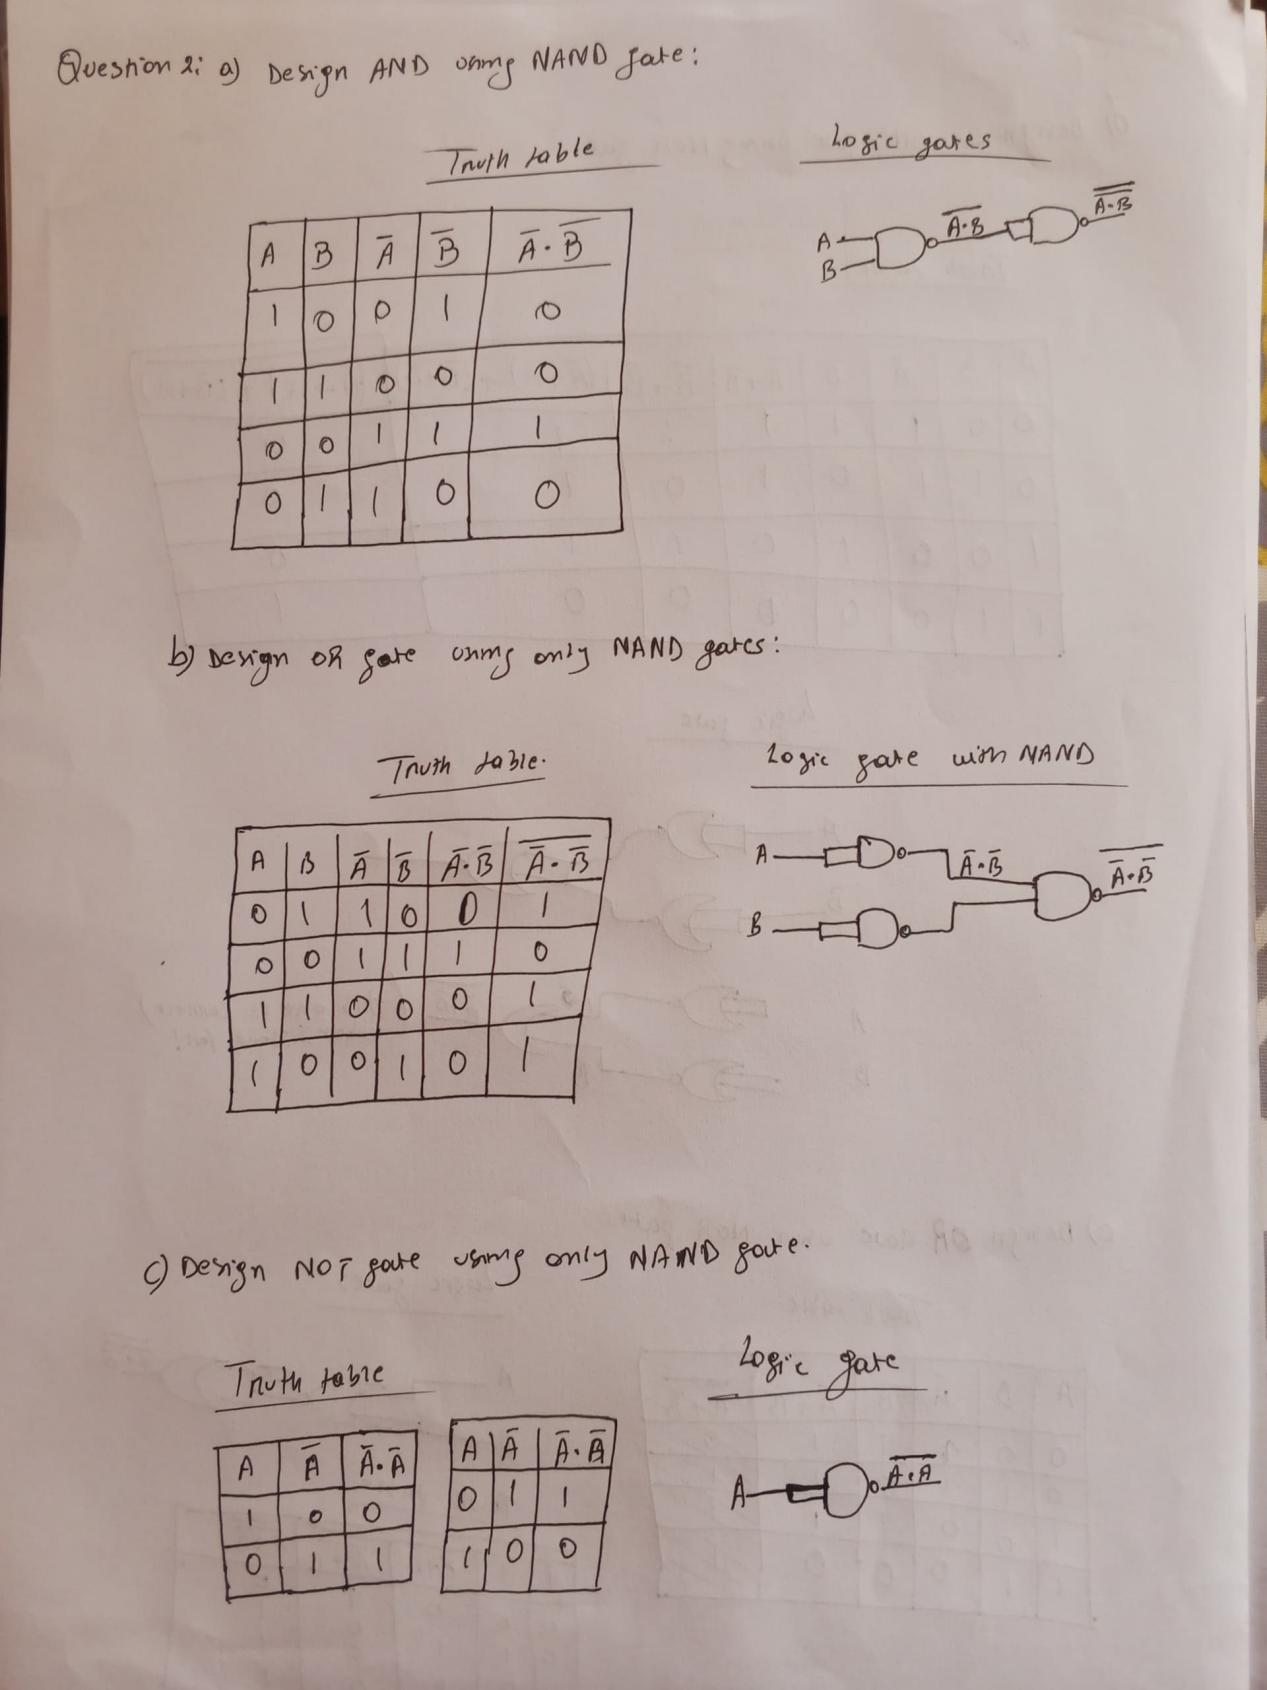 Question 2: a) Design AND using NAND gate:
Truth table
Logic gates
A B A̅ B̅ A̅·B̅
1 0 0 1 0
1 1 0 0 0
0 0 1 1 1
0 1 1 0 0
A
B
A·B̅
A·B̿
b) Design OR gate using only NAND gates:
Truth table.
Logic gate with NAND
A B A̅ B̅ A̅·B̅ \overline{A̅·B̅}
0 1 1 0 0 1
0 0 1 1 1 0
1 1 0 0 0 1
1 0 0 1 0 1
A
B
A̅·B̅
\overline{A̅·B̅}
c) Design NOT gate using only NAND gate.
Truth table
Logic gate
A A̅ A̅·A̅
1 0 0
0 1 1
A A̅ A̅·A̅
0 1 1
1 0 0
A
\overline{A·A}